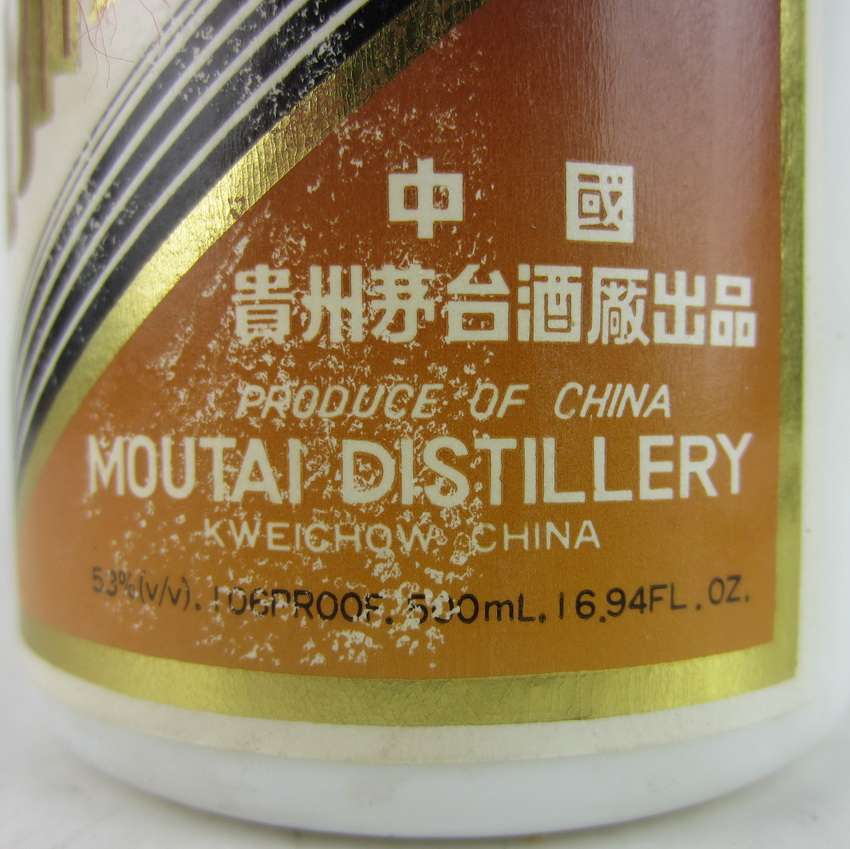 中國
貴州茅台酒廠出品
PRODUCE OF CHINA
MOUTAI DISTILLERY
KWEICHOW CHINA
53%(v/v). 106PROOF. 500mL. 16.94FL. OZ.